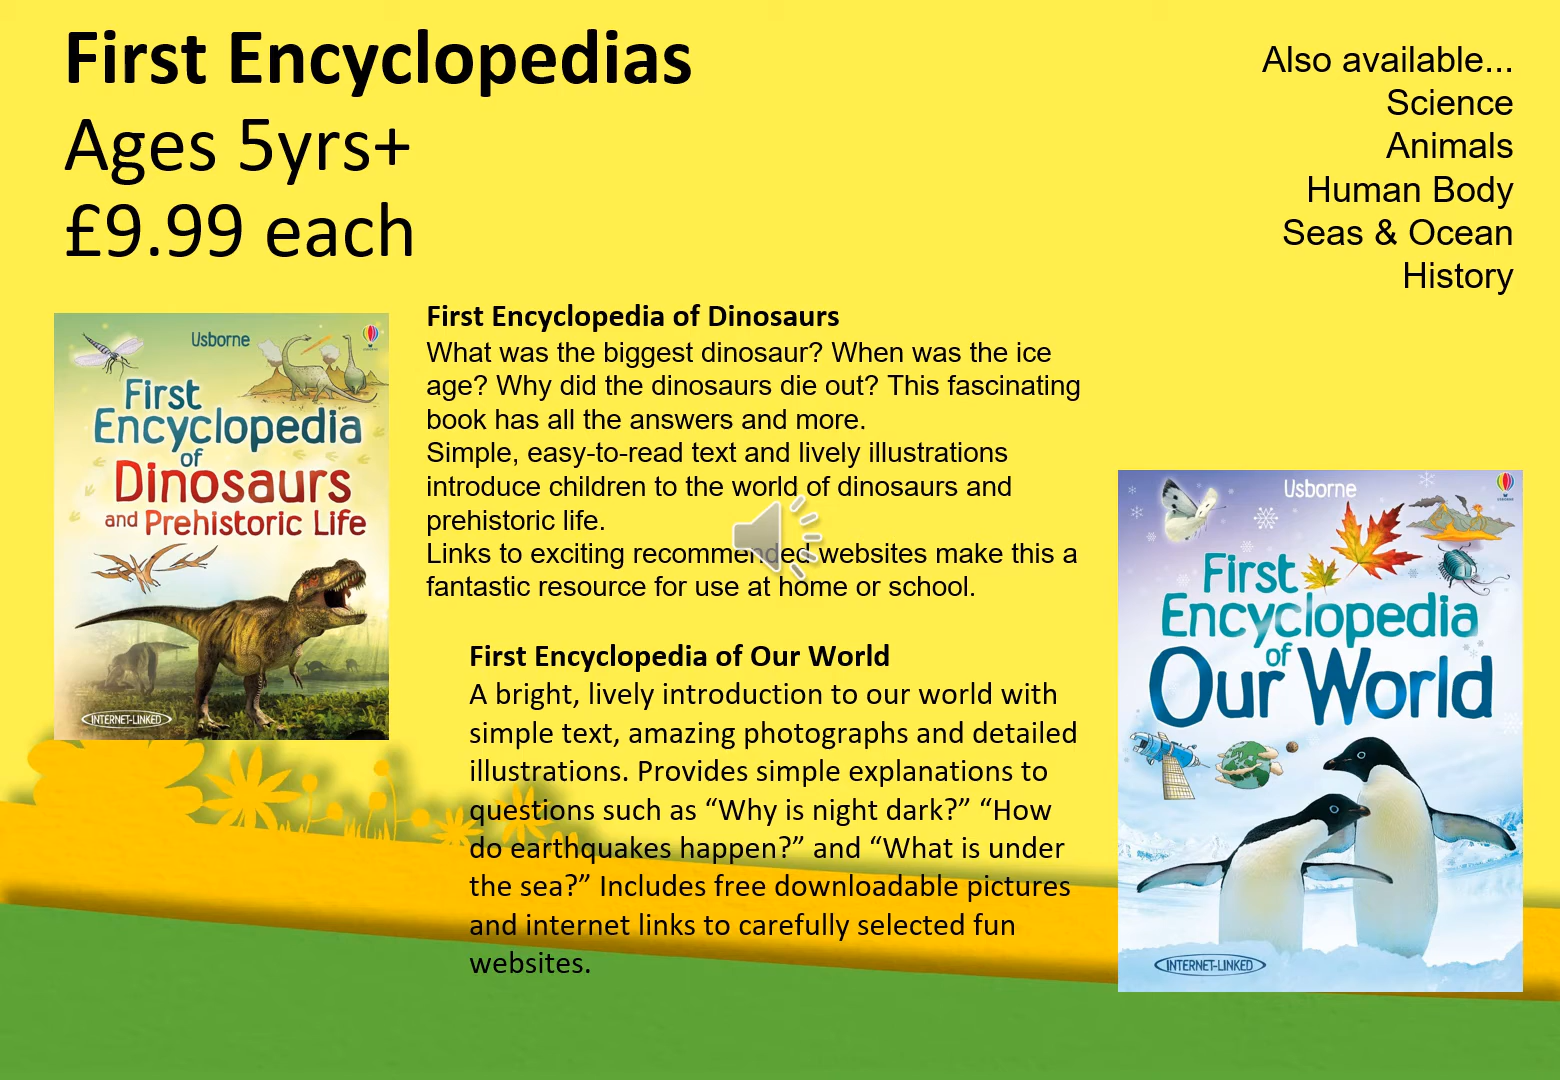 First Encyclopedias
Ages 5yrs+
£9.99 each
Also available...
Science
Animals
Human Body
Seas & Ocean
History
Usborne
First
Encyclopedia
of
Dinosaurs
and Prehistoric Life
INTERNET-LINKED
First Encyclopedia of Dinosaurs
What was the biggest dinosaur? When was the ice
age? Why did the dinosaurs die out? This fascinating
book has all the answers and more.
Simple, easy-to-read text and lively illustrations
introduce children to the world of dinosaurs and
prehistoric life.
Links to exciting recommended websites make this a
fantastic resource for use at home or school.
First Encyclopedia of Our World
A bright, lively introduction to our world with
simple text, amazing photographs and detailed
illustrations. Provides simple explanations to
questions such as “Why is night dark?” “How
do earthquakes happen?” and “What is under
the sea?” Includes free downloadable pictures
and internet links to carefully selected fun
websites.
Usborne
First
Encyclopedia
of
Our World
INTERNET-LINKED